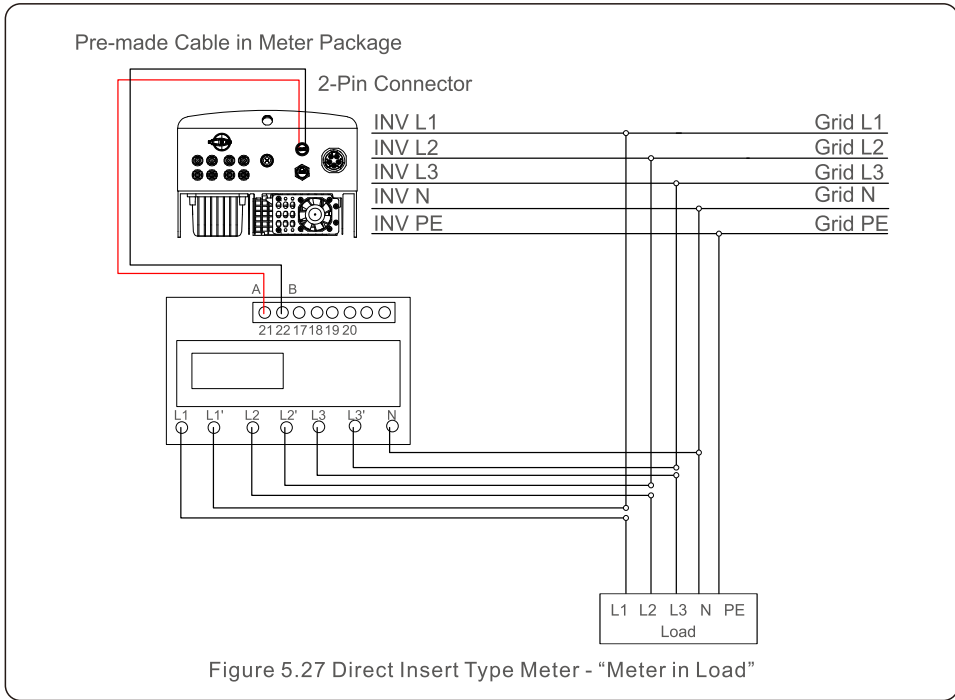 Pre-made Cable in Meter Package
2-Pin Connector
INV L1 Grid L1
INV L2 Grid L2
INV L3 Grid L3
INV N Grid N
INV PE Grid PE
A B
21 22 17 18 19 20
L1 L1' L2 L2' L3 L3' N
L1 L2 L3 N PE
Load
Figure 5.27 Direct Insert Type Meter - “Meter in Load”